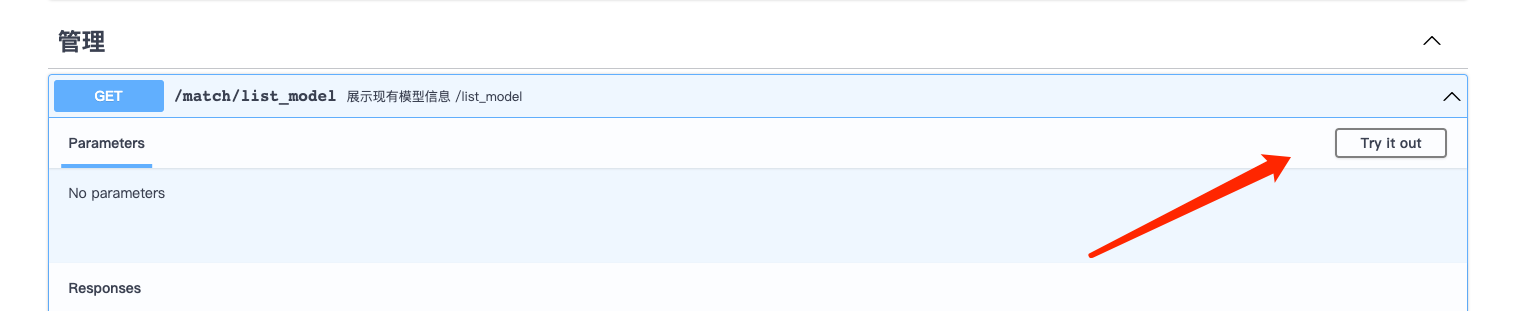 管理
GET /match/list_model 展示现有模型信息 /list_model
Parameters Try it out
No parameters
Responses